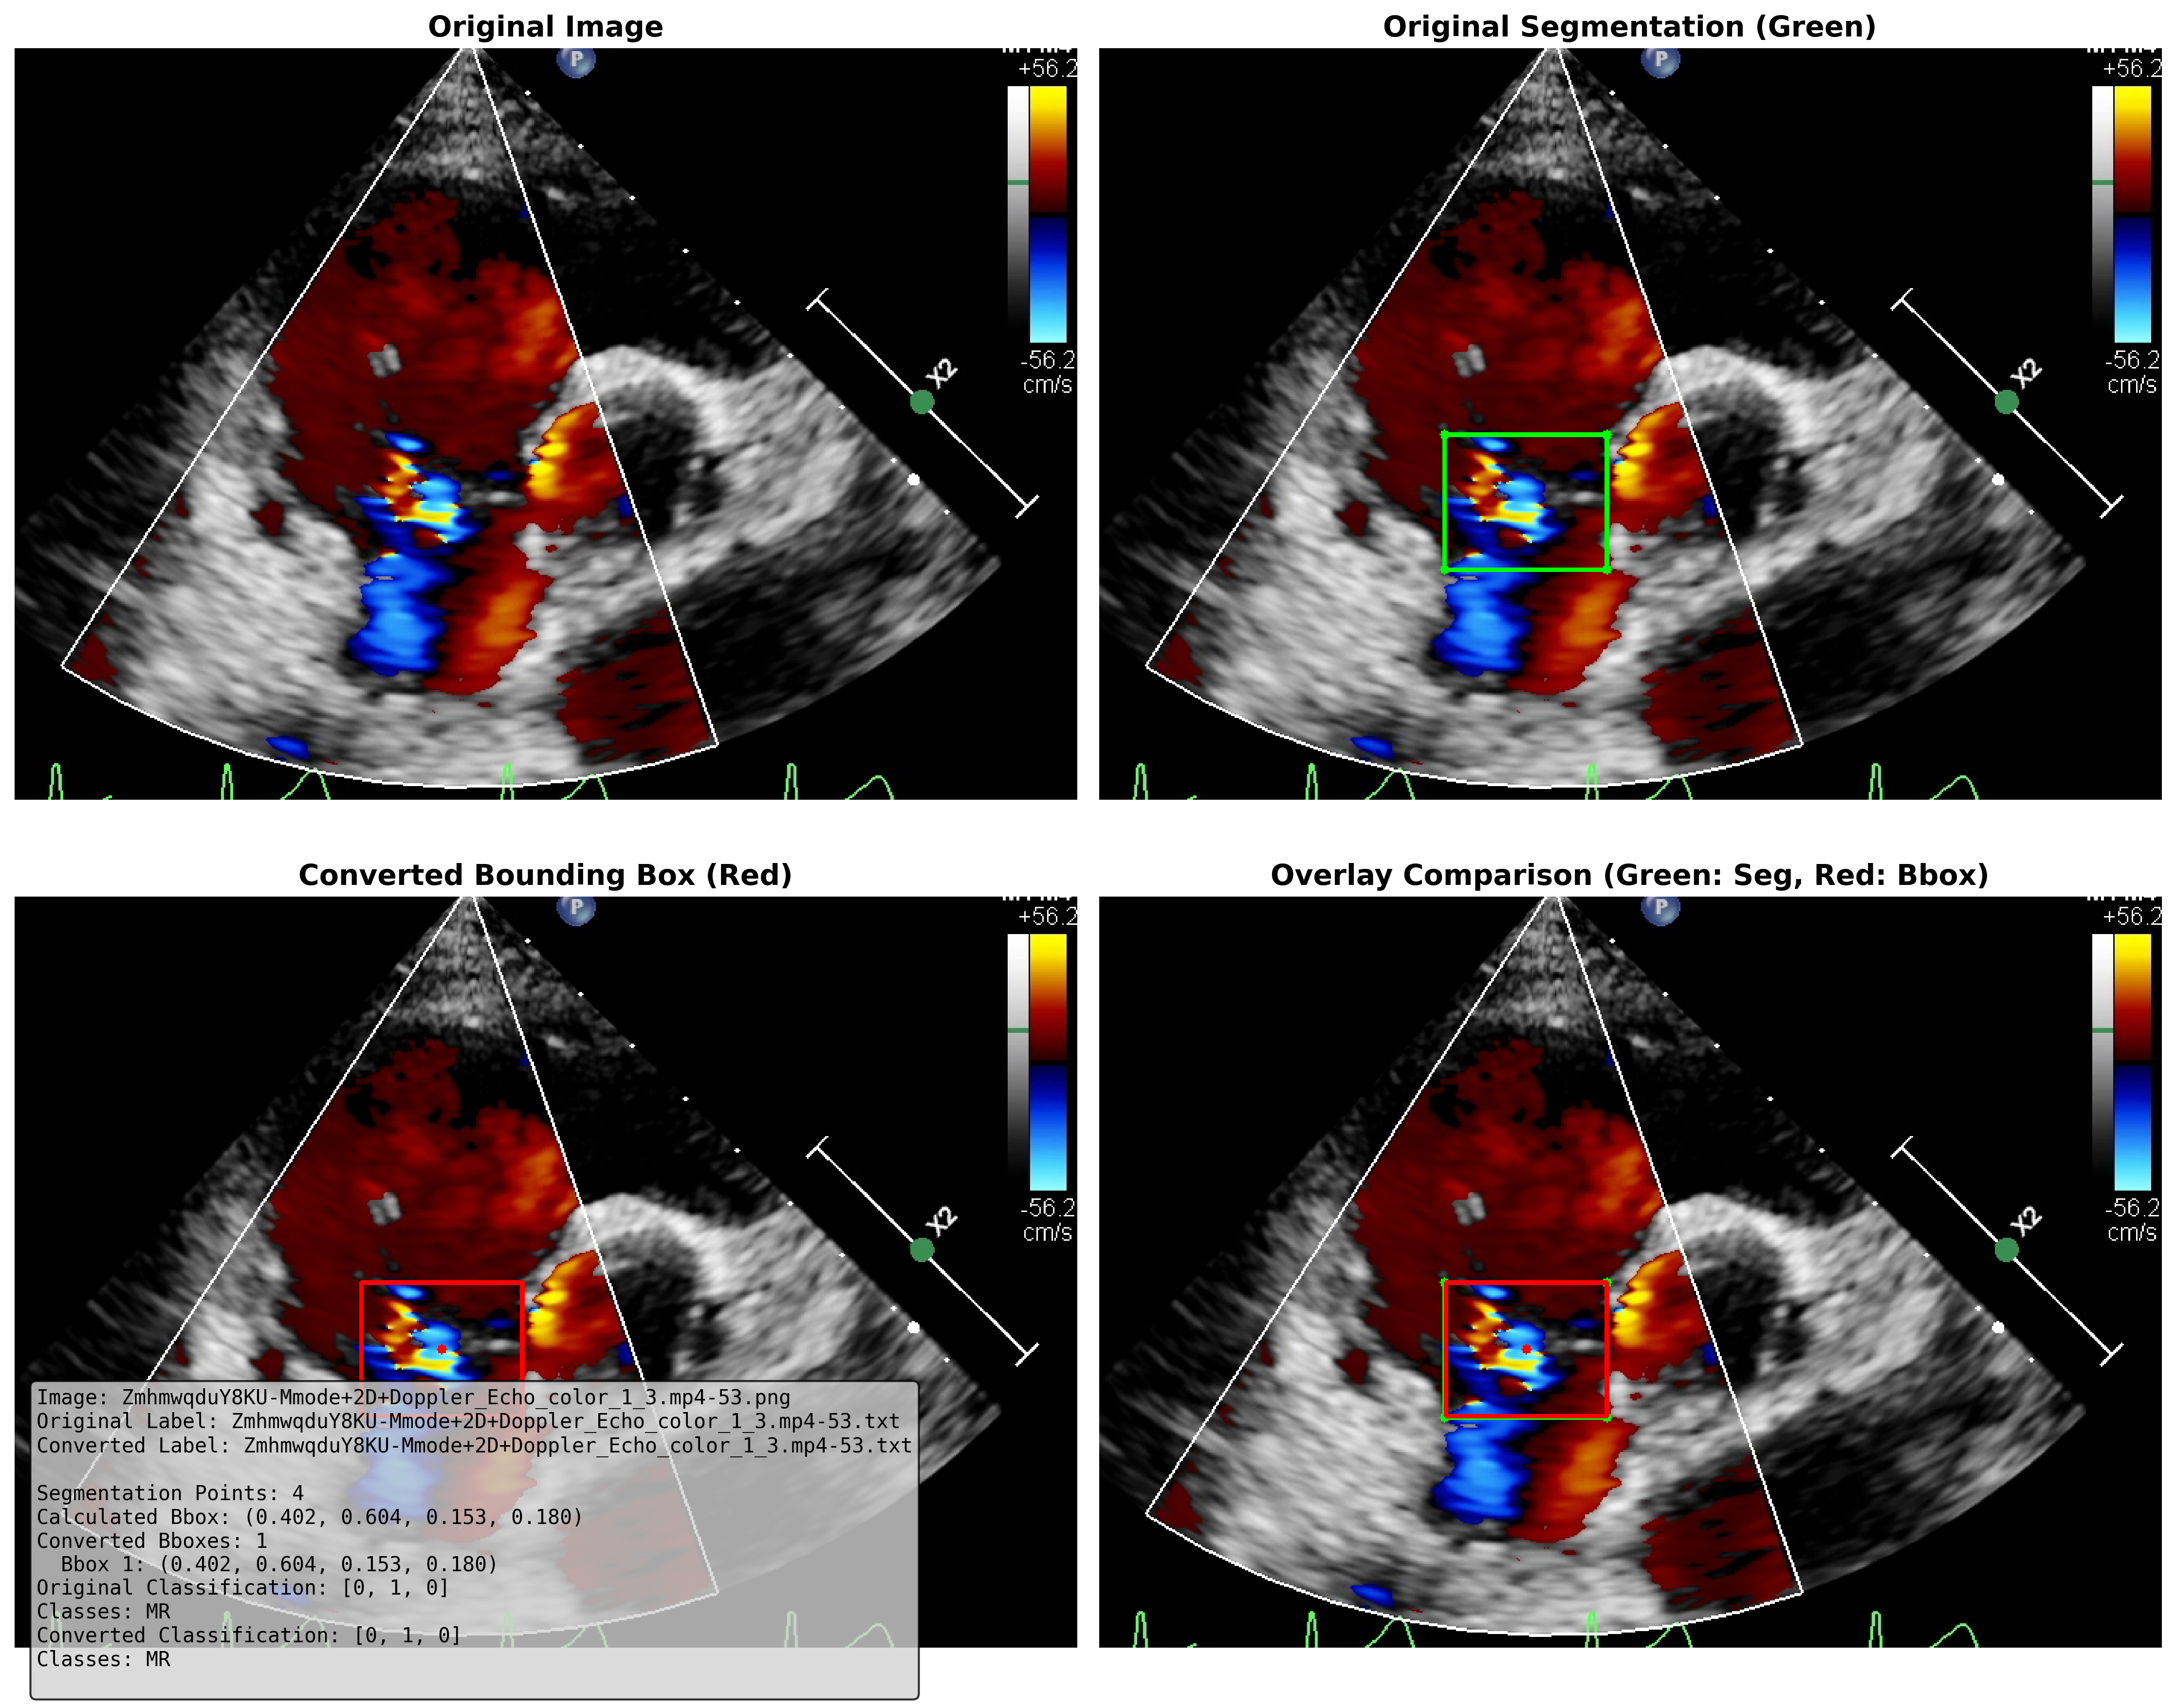 Original Image
Original Segmentation (Green)
P
+56.2
-56.2
cm/s
X2
P
+56.2
-56.2
cm/s
X2
Converted Bounding Box (Red)
Overlay Comparison (Green: Seg, Red: Bbox)
P
+56.2
-56.2
cm/s
X2
P
+56.2
-56.2
cm/s
X2
Image: ZmhmwqduY8KU-Mmode+2D+Doppler_Echo_color_1_3.mp4-53.png
Original Label: ZmhmwqduY8KU-Mmode+2D+Doppler_Echo_color_1_3.mp4-53.txt
Converted Label: ZmhmwqduY8KU-Mmode+2D+Doppler_Echo_color_1_3.mp4-53.txt
Segmentation Points: 4
Calculated Bbox: (0.402, 0.604, 0.153, 0.180)
Converted Bboxes: 1
Bbox 1: (0.402, 0.604, 0.153, 0.180)
Original Classification: [0, 1, 0]
Classes: MR
Converted Classification: [0, 1, 0]
Classes: MR